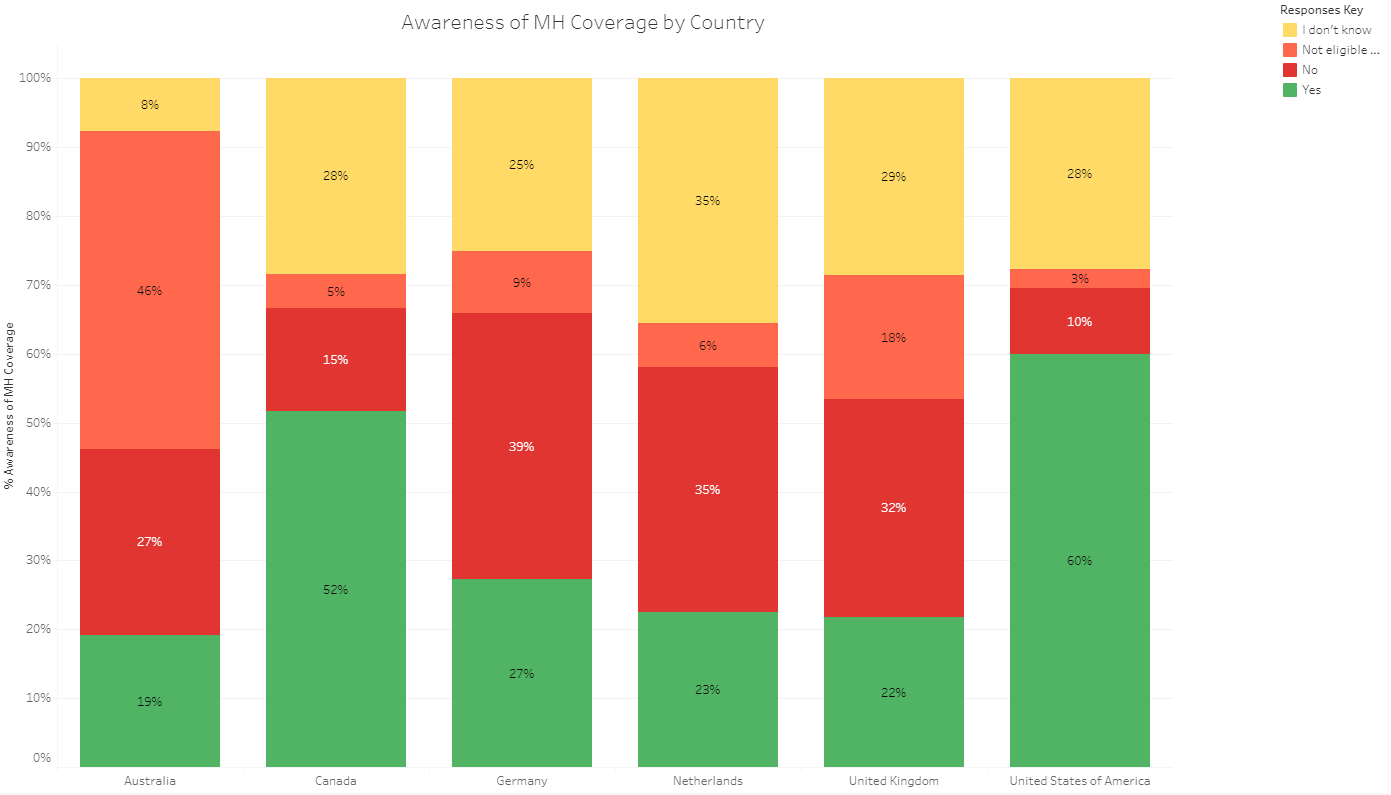 Awareness of MH Coverage by Country
Responses Key
I don't know
Not eligible ...
No
Yes
% Awareness of MH Coverage
100%
90%
80%
70%
60%
50%
40%
30%
20%
10%
0%
8%
46%
27%
19%
28%
5%
15%
52%
25%
9%
39%
27%
35%
6%
35%
23%
29%
18%
32%
22%
28%
3%
10%
60%
Australia
Canada
Germany
Netherlands
United Kingdom
United States of America